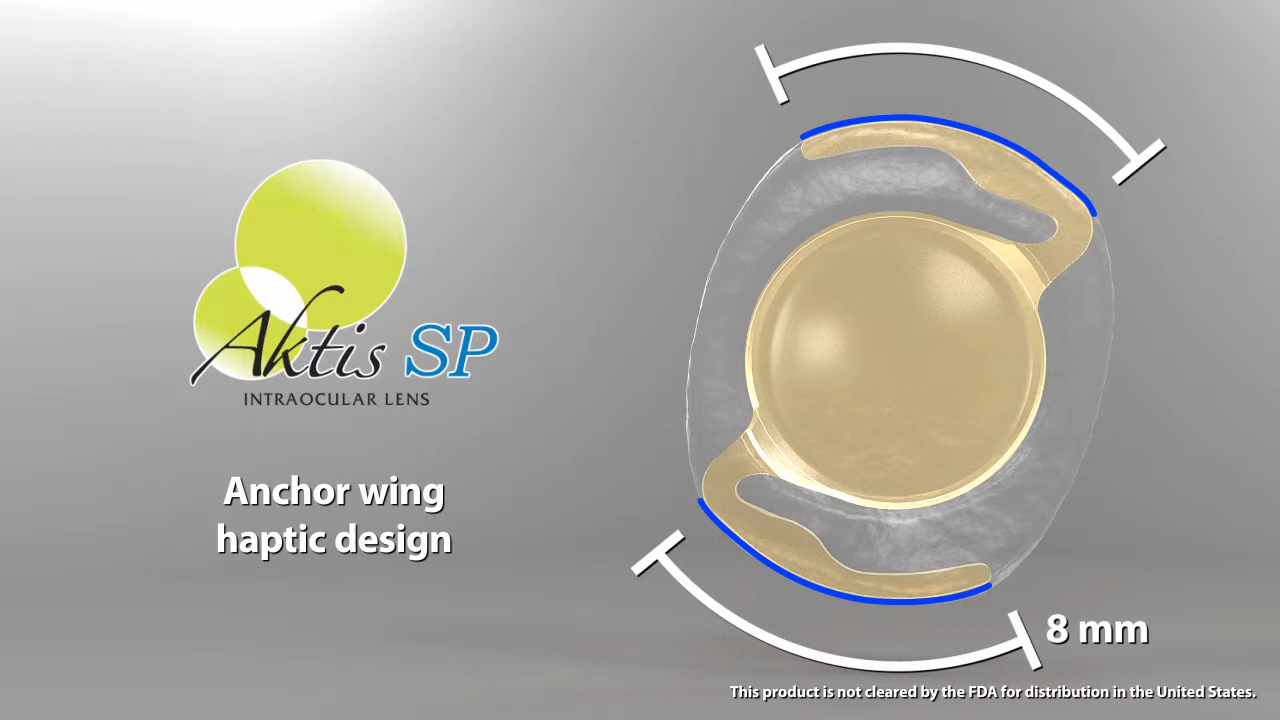 Aktis SP
INTRAOCULAR LENS
Anchor wing
haptic design
8 mm
This product is not cleared by the FDA for distribution in the United States.